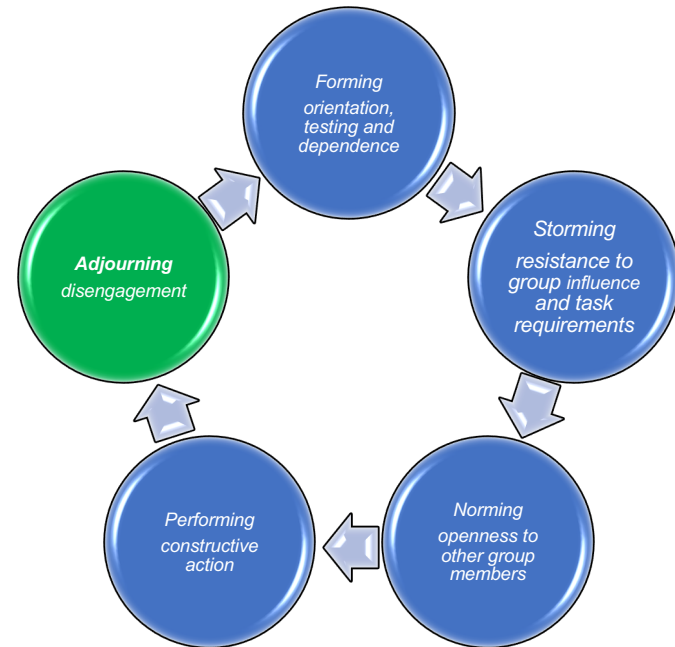 Forming
orientation,
testing and
dependence
Storming
resistance to
group influence
and task
requirements
Norming
openness to
other group
members
Performing
constructive
action
Adjourning
disengagement